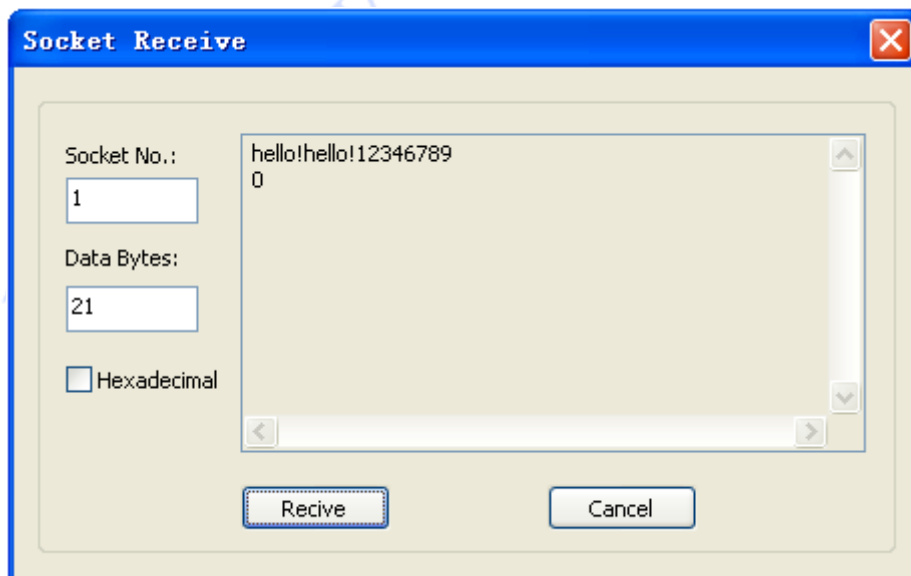 Socket Receive
Socket No.:
1
Data Bytes:
21
Hexadecimal
hello!hello!12346789
0
Recive
Cancel